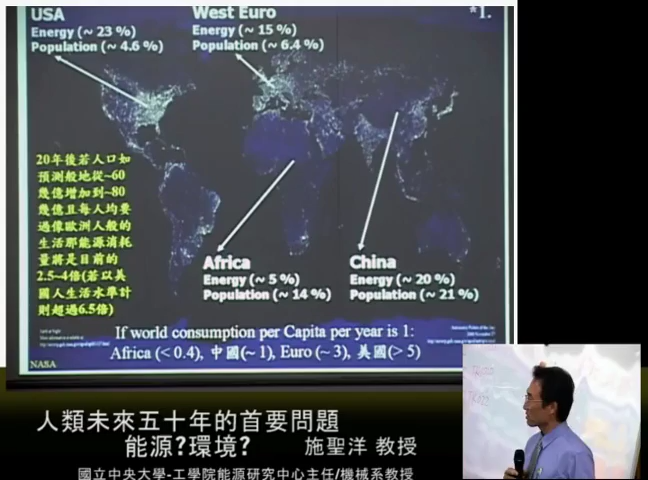 USA
Energy (~ 23 %)
Population (~ 4.6 %)
West Euro
Energy (~ 15 %)
Population (~ 6.4 %)
*1.
20年後若人口如
預測般地從~60
幾億增加到~80
幾億且每人均要
過像歐洲人般的
生活那能源消耗
量將是目前的
2.5~4倍(若以美
國人生活水準計
則超過6.5倍)
Africa
Energy (~ 5 %)
Population (~ 14 %)
China
Energy (~ 20 %)
Population (~ 21 %)
If world consumption per Capita per year is 1:
Africa (< 0.4), 中國(~ 1), Euro (~ 3), 美國(> 5)
NASA
人類未來五十年的首要問題
能源?環境?
施聖洋 教授
國立中央大學-工學院能源研究中心主任/機械系教授